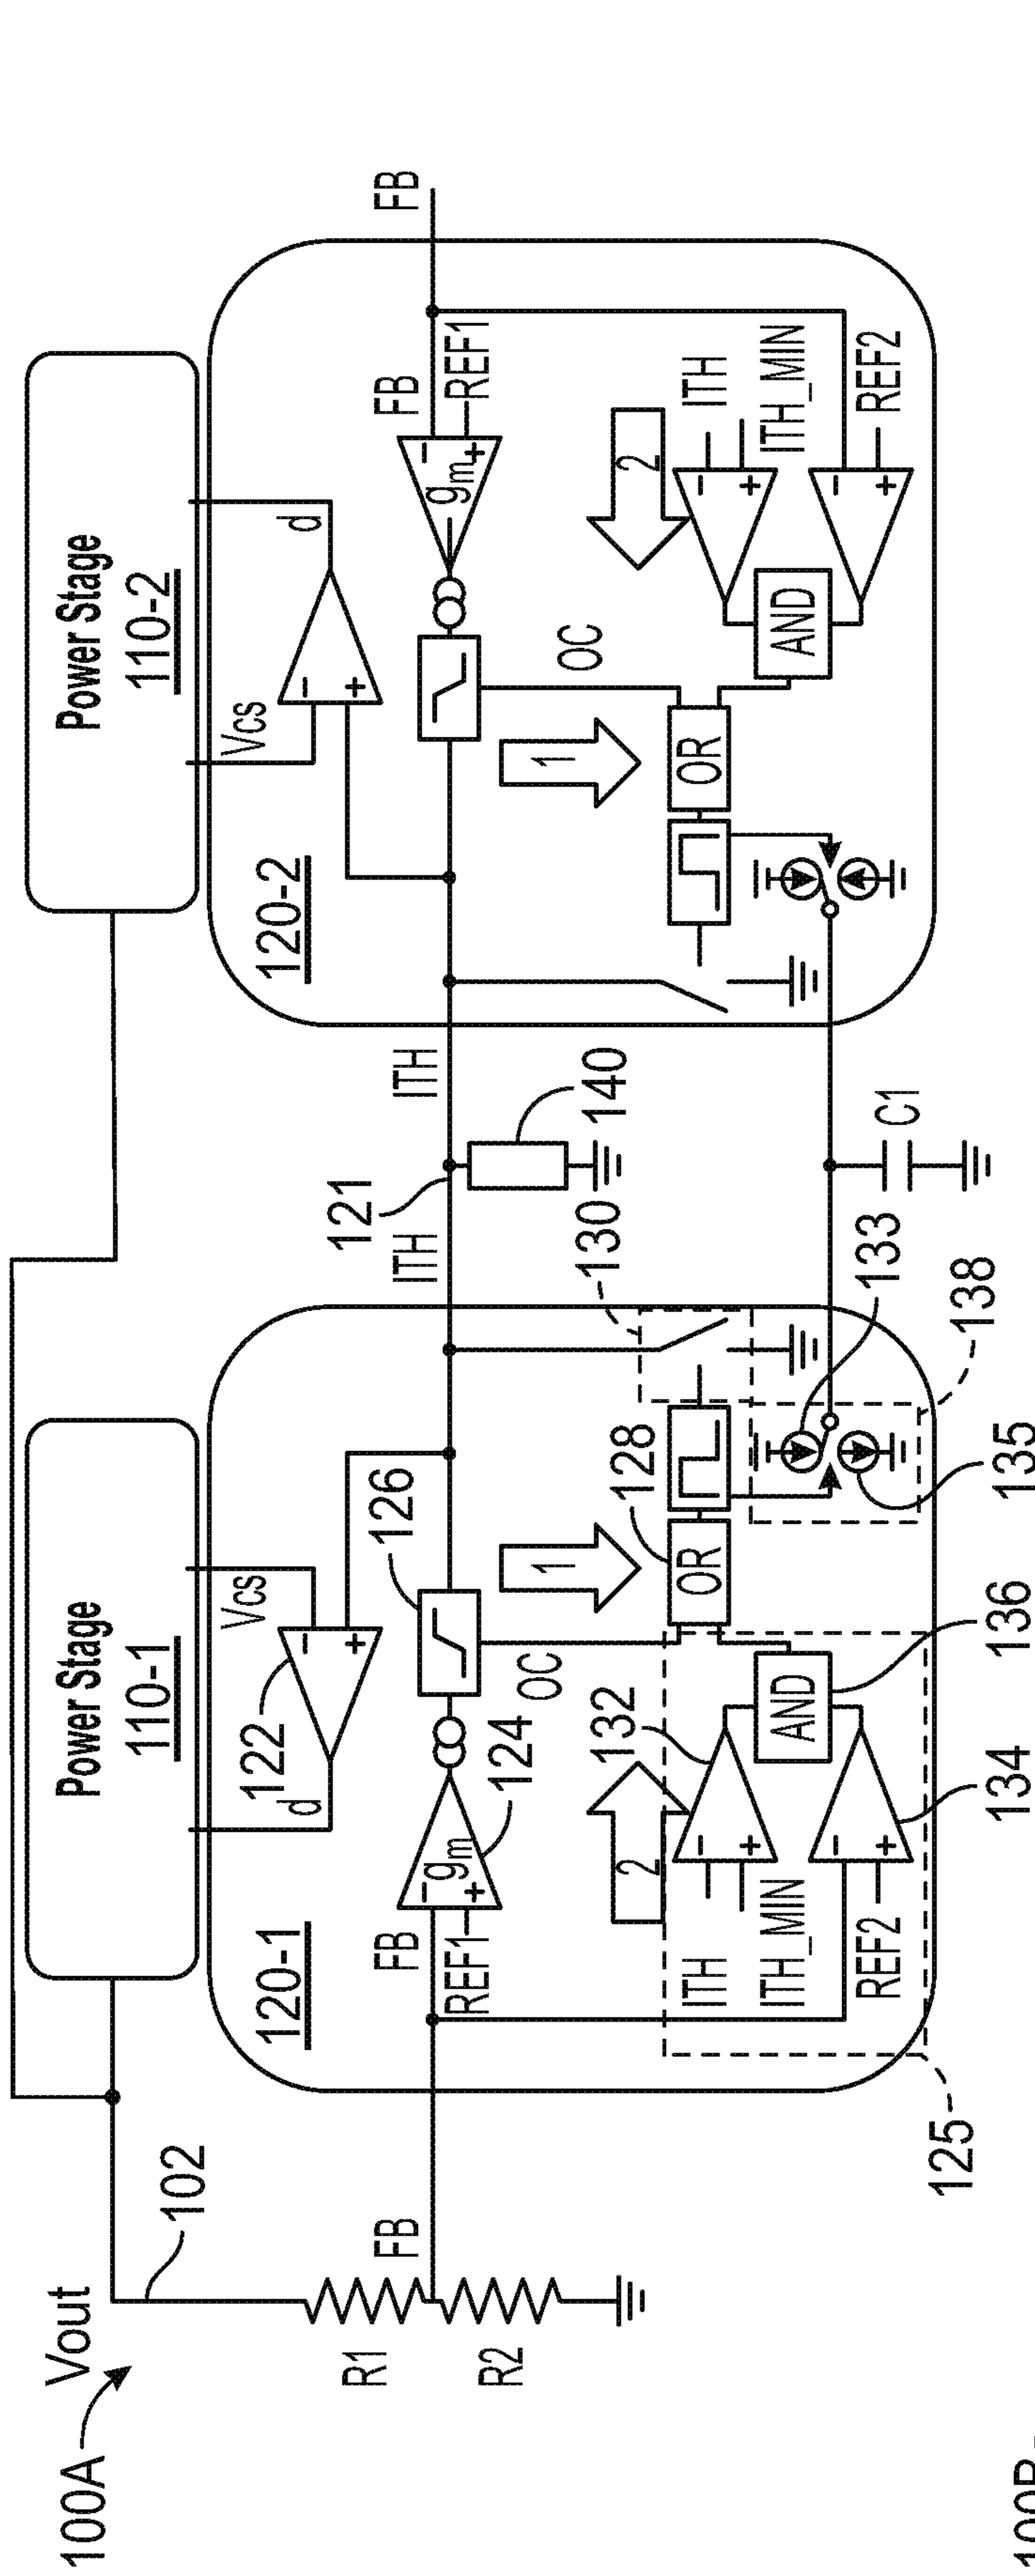 100A
Vout
102
R1
R2
FB
Power Stage
110-1
Power Stage
110-2
120-1
d
Vcs
122
-
+
FB
REF1
-
+
gm
124
126
OC
ITH
121
ITH
140
130
1
2
128
OR
132
ITH
ITH_MIN
-
+
AND
136
REF2
-
+
134
125
133
135
138
C1
120-2
Vcs
d
-
+
FB
FB
REF1
-
+
gm
OC
1
2
OR
AND
ITH
ITH_MIN
-
+
REF2
-
+